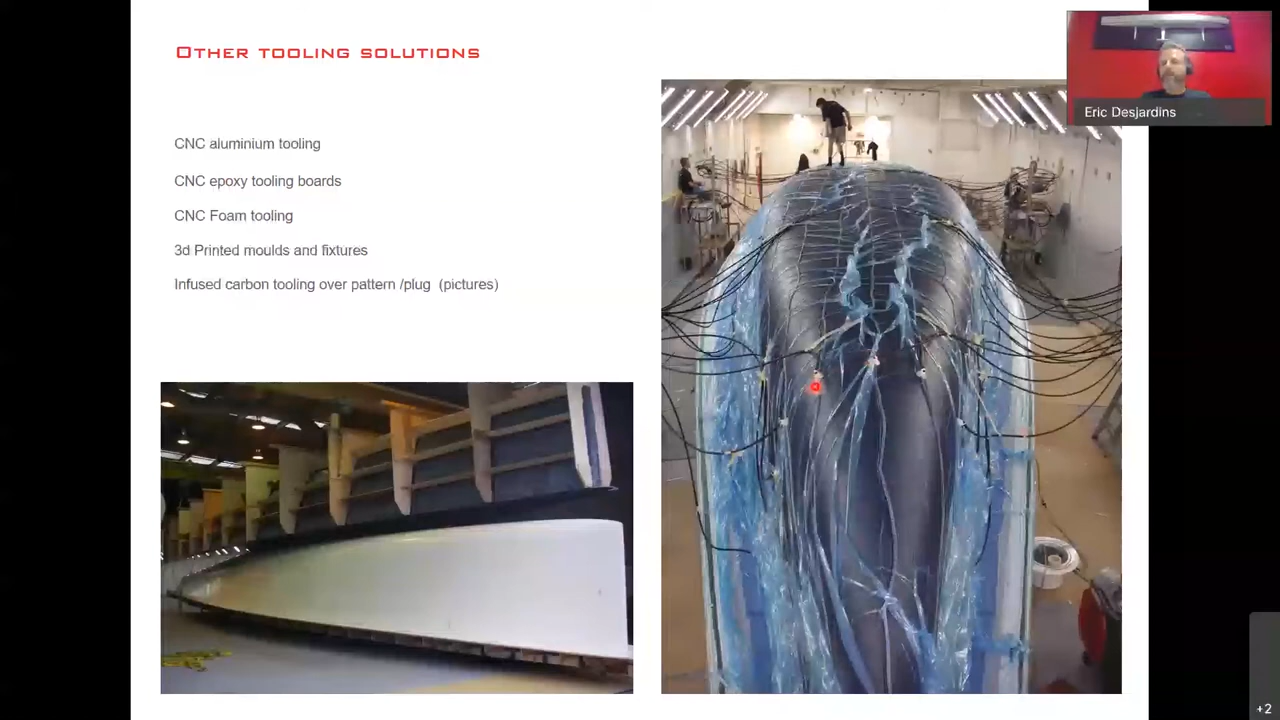 Other tooling solutions
CNC aluminium tooling
CNC epoxy tooling boards
CNC Foam tooling
3d Printed moulds and fixtures
Infused carbon tooling over pattern /plug (pictures)
Eric Desjardins
+2